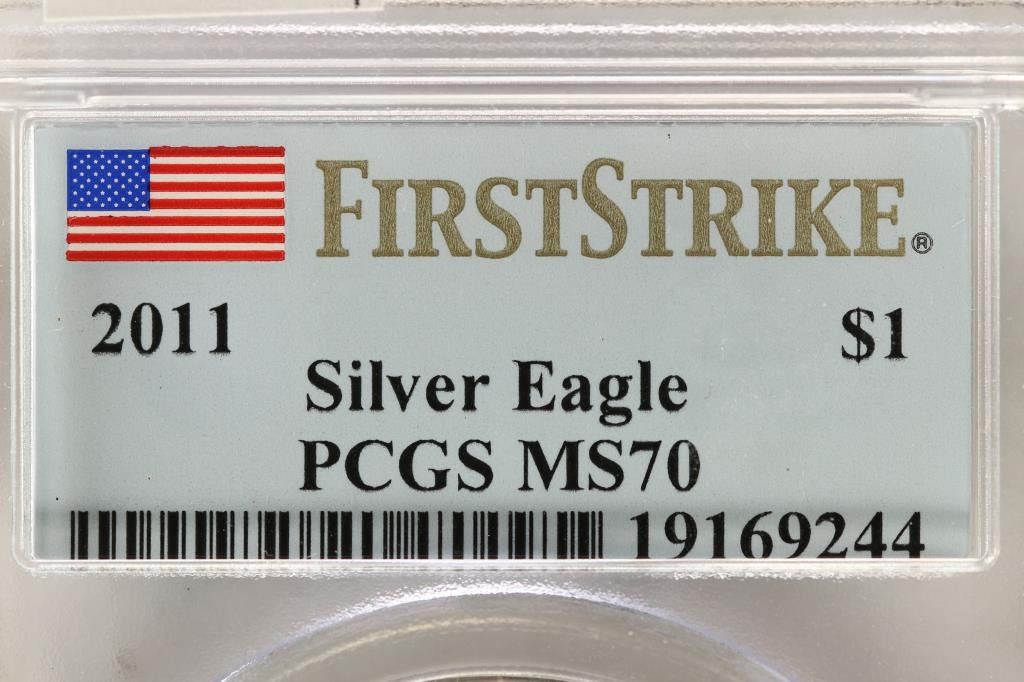 FIRSTSTRIKE®
2011 $1
Silver Eagle
PCGS MS70
19169244